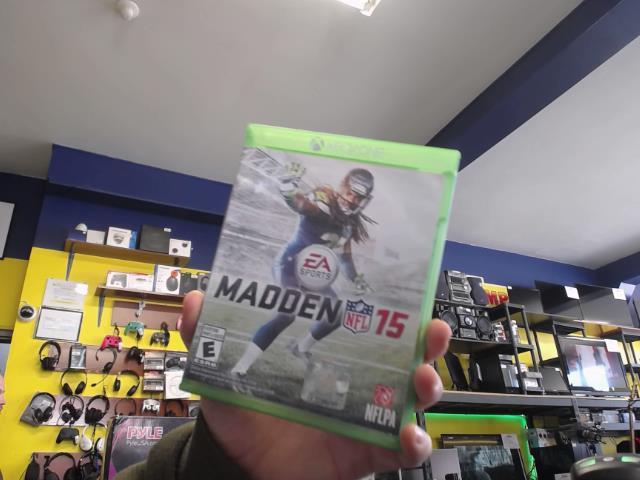 XBOX ONE
EA
SPORTS
MADDEN NFL 15
E
NFLPA
PYLE